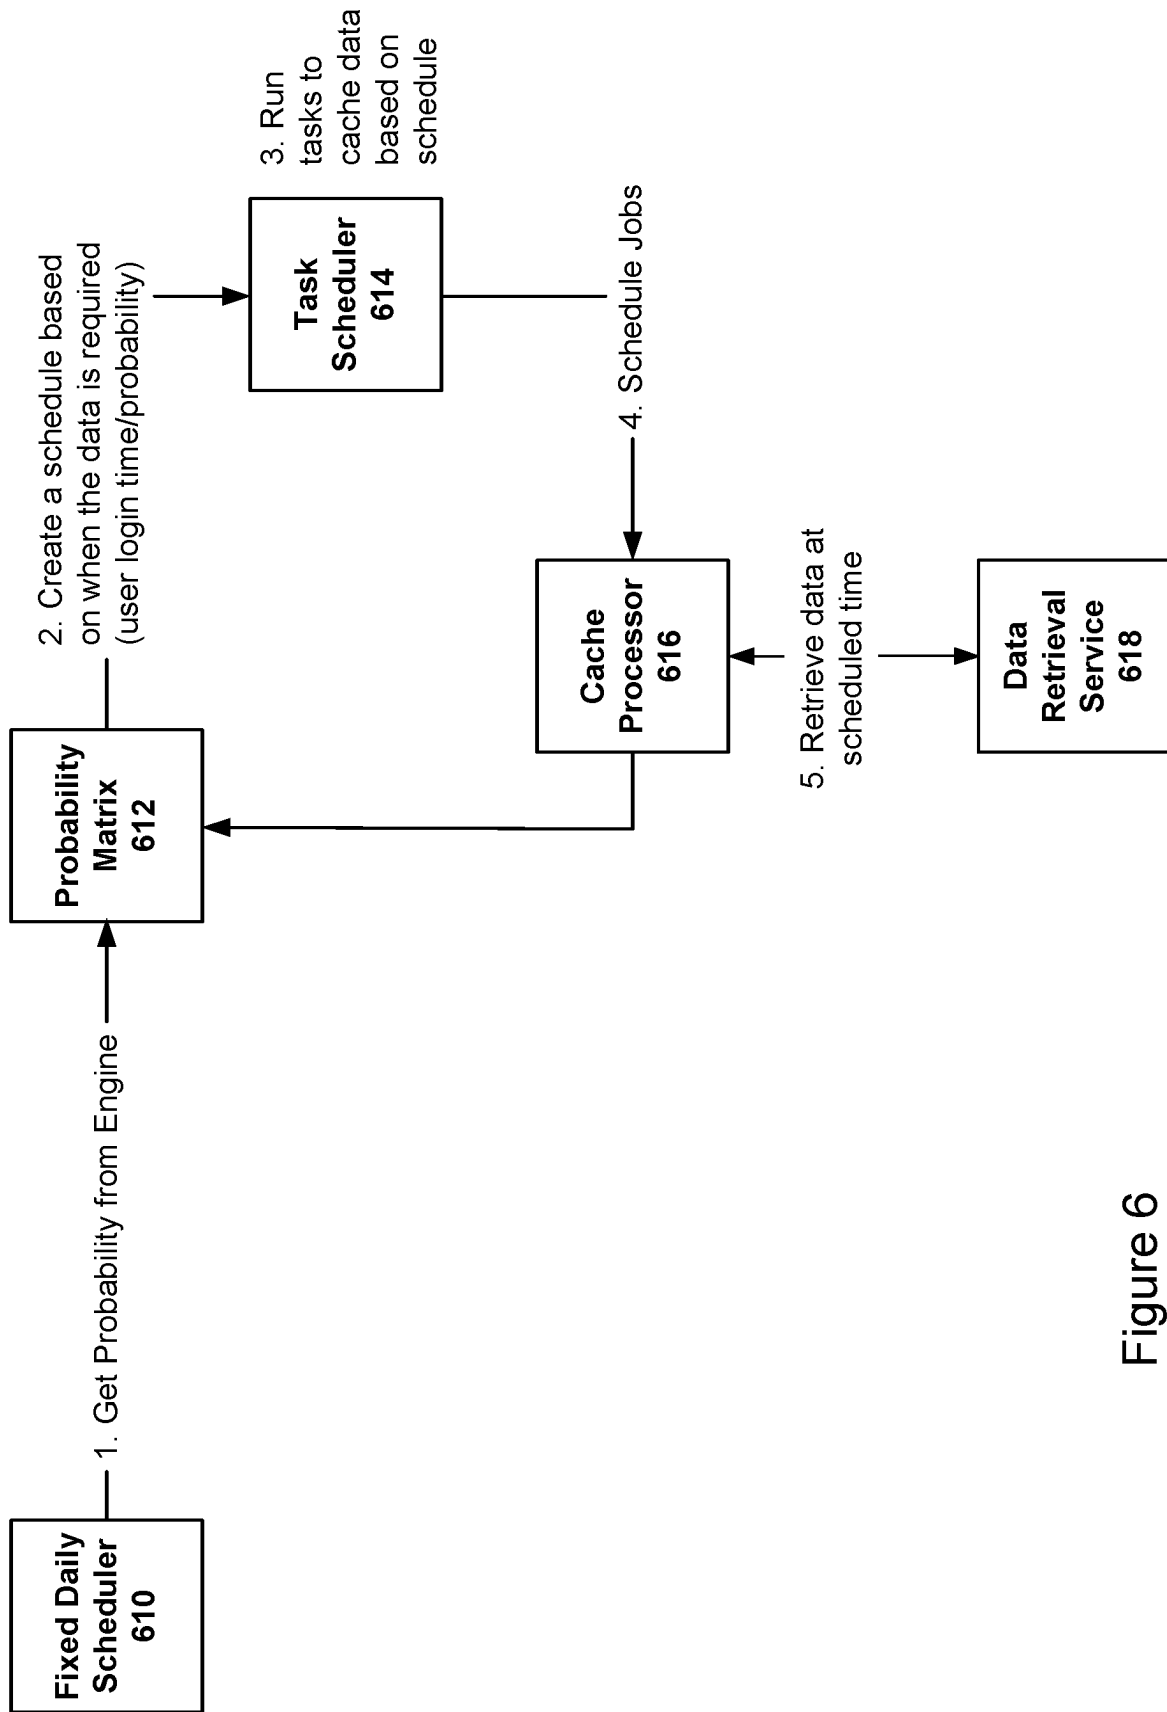 Fixed Daily
Scheduler
610
1. Get Probability from Engine
Probability
Matrix
612
2. Create a schedule based
on when the data is required
(user login time/probability)
Task
Scheduler
614
3. Run
tasks to
cache data
based on
schedule
4. Schedule Jobs
Cache
Processor
616
5. Retrieve data at
scheduled time
Data
Retrieval
Service
618
Figure 6